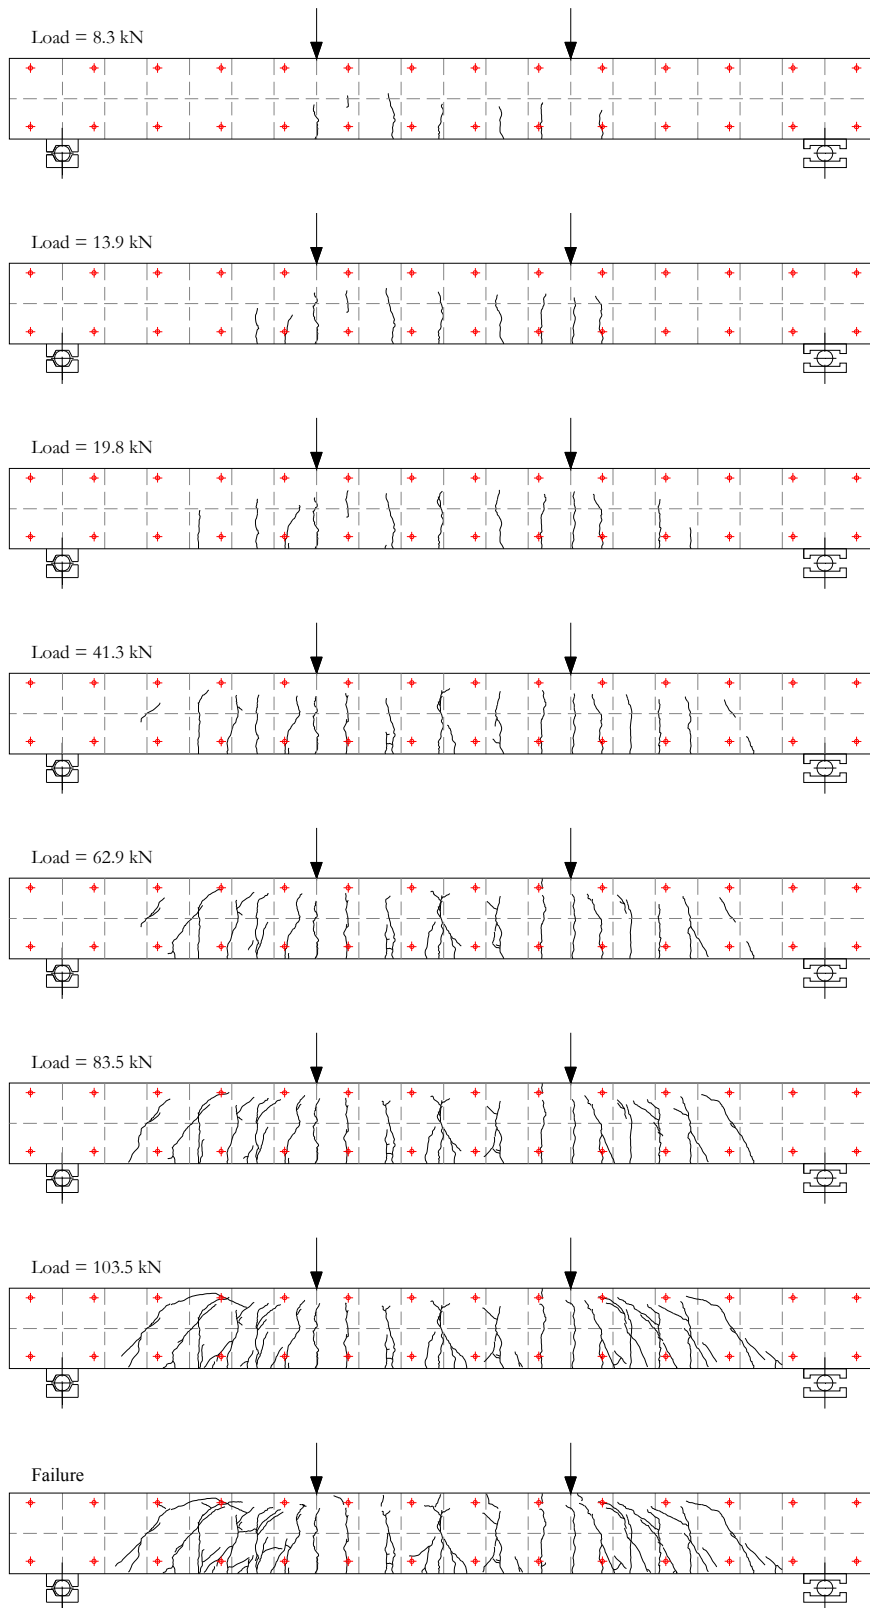 Load = 8.3 kN
Load = 13.9 kN
Load = 19.8 kN
Load = 41.3 kN
Load = 62.9 kN
Load = 83.5 kN
Load = 103.5 kN
Failure